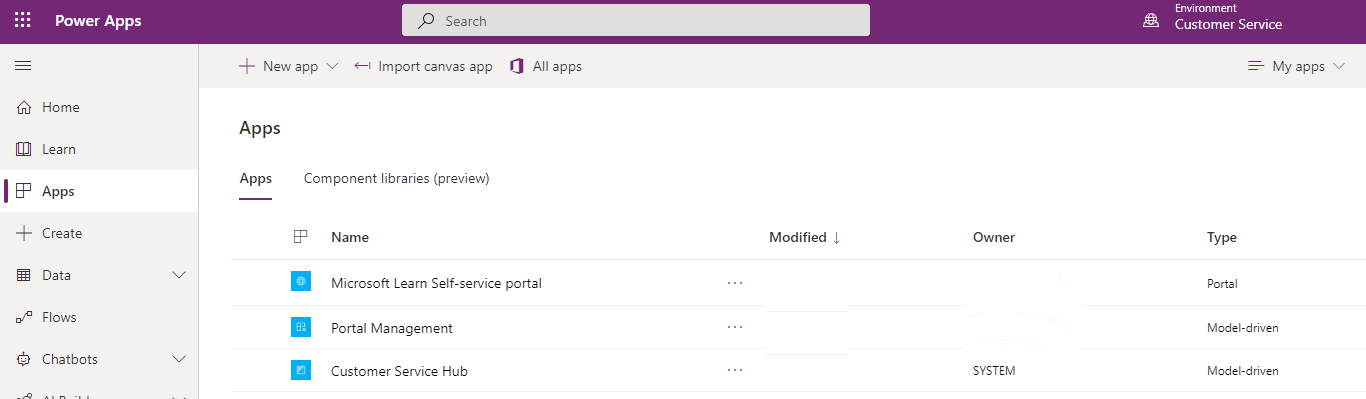 Power Apps
Search
Environment
Customer Service
New app
Import canvas app
All apps
My apps
Home
Learn
Apps
Create
Data
Flows
Chatbots
Apps
Apps
Component libraries (preview)
Name Modified ↓ Owner Type
Microsoft Learn Self-service portal ... Portal
Portal Management ... Model-driven
Customer Service Hub ... SYSTEM Model-driven